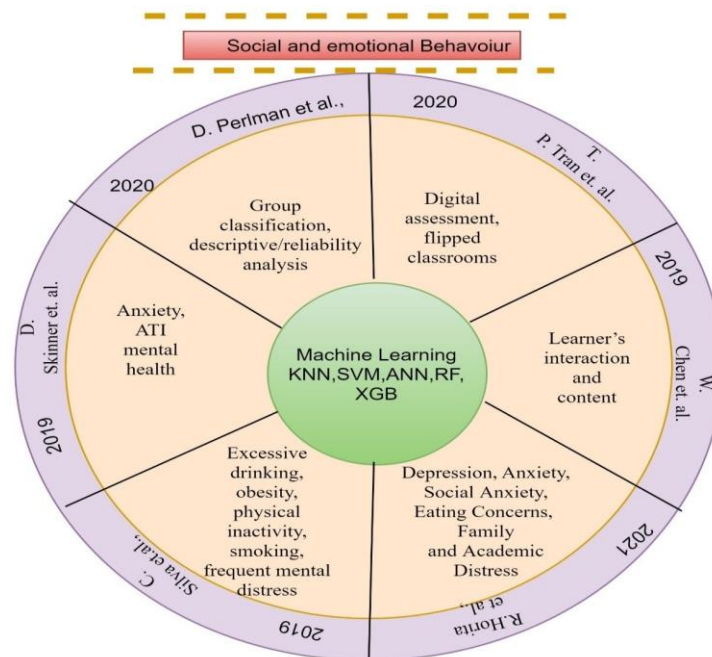 Social and emotional Behavoiur
D. Perlman et al.,
2020
Group
classification,
descriptive/reliability
analysis
2020
T.
P. Tran et. al.
Digital
assessment,
flipped
classrooms
2019
W.
Chen et. al.
Learner's
interaction
and
content
2021
R.Horita
et al.,
Depression, Anxiety,
Social Anxiety,
Eating Concerns,
Family
and Academic
Distress
2019
C.
Silva et.al.,
Excessive
drinking,
obesity,
physical
inactivity,
smoking,
frequent mental
distress
2019
D.
Skinner et. al.
Anxiety,
ATI
mental
health
Machine Learning
KNN,SVM,ANN,RF,
XGB